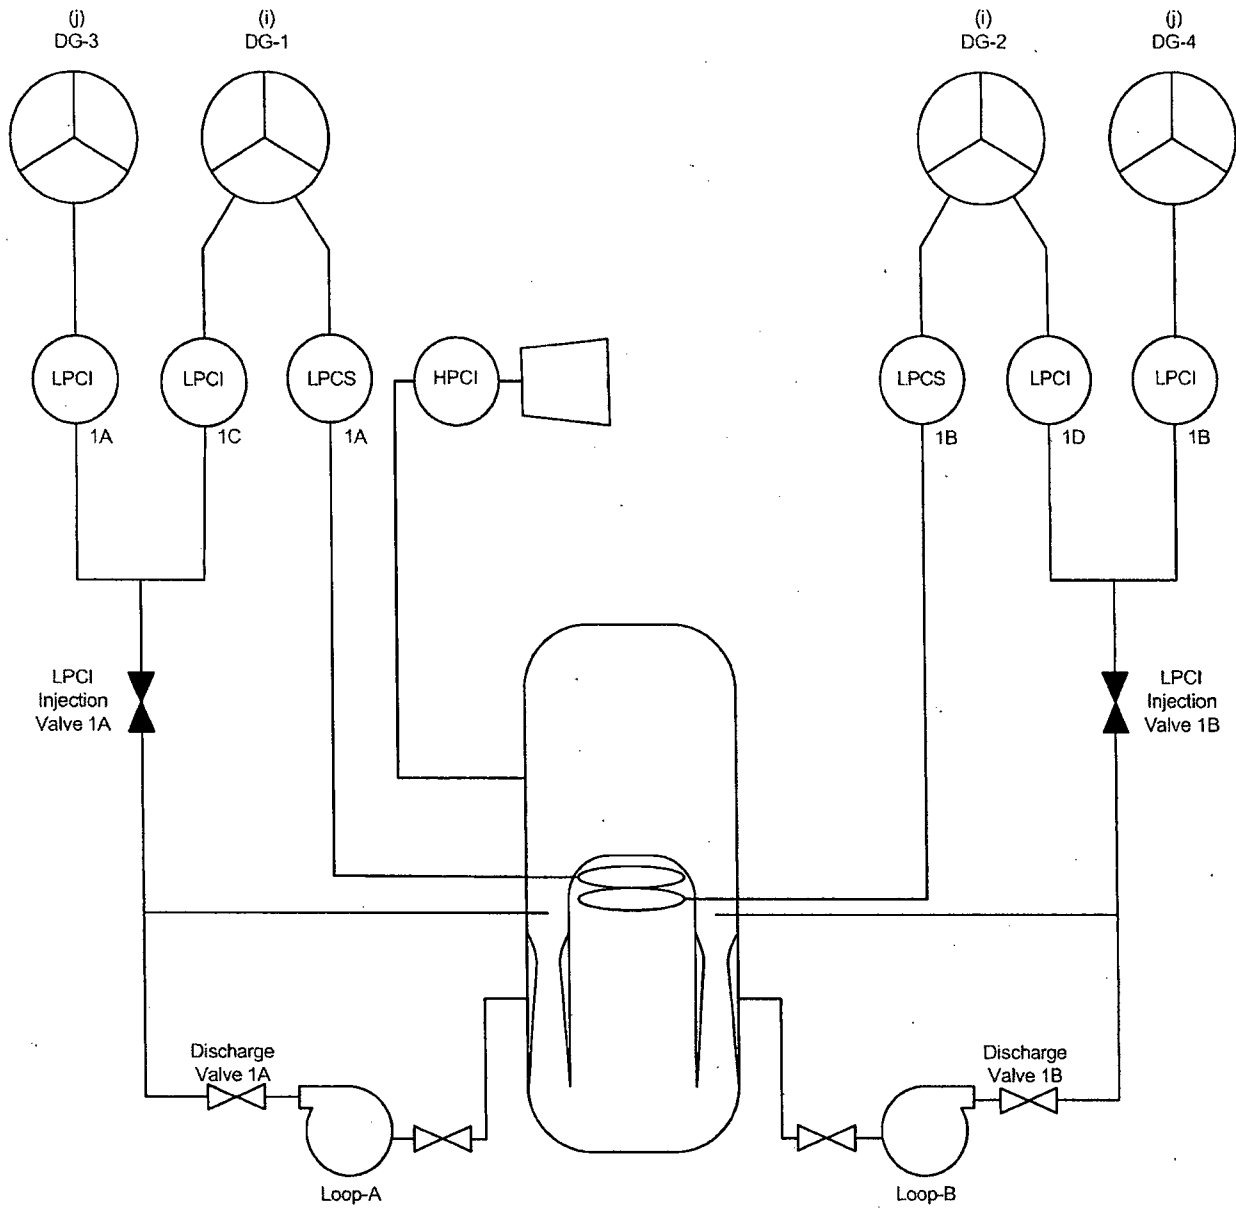 (j)
DG-3
(i)
DG-1
(i)
DG-2
(j)
DG-4
LPCI
1A
LPCI
1C
LPCS
1A
HPCI
LPCS
1B
LPCI
1D
LPCI
1B
LPCI
Injection
Valve 1A
LPCI
Injection
Valve 1B
Discharge
Valve 1A
Discharge
Valve 1B
Loop-A
Loop-B